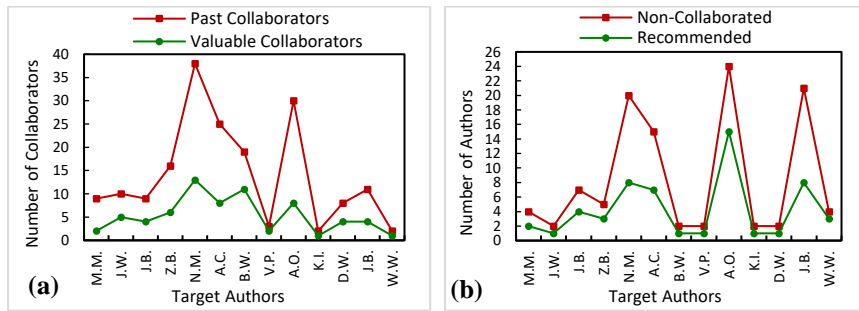 Past Collaborators
Valuable Collaborators
Number of Collaborators
40
35
30
25
20
15
10
5
0
M.M. J.W. J.B. Z.B. N.M. A.C. B.W. V.P. A.O. K.I. D.W. J.B. W.W.
Target Authors
(a)
Non-Collaborated
Recommended
Number of Authors
26
24
22
20
18
16
14
12
10
8
6
4
2
0
M.M. J.W. J.B. Z.B. N.M. A.C. B.W. V.P. A.O. K.I. D.W. J.B. W.W.
Target Authors
(b)